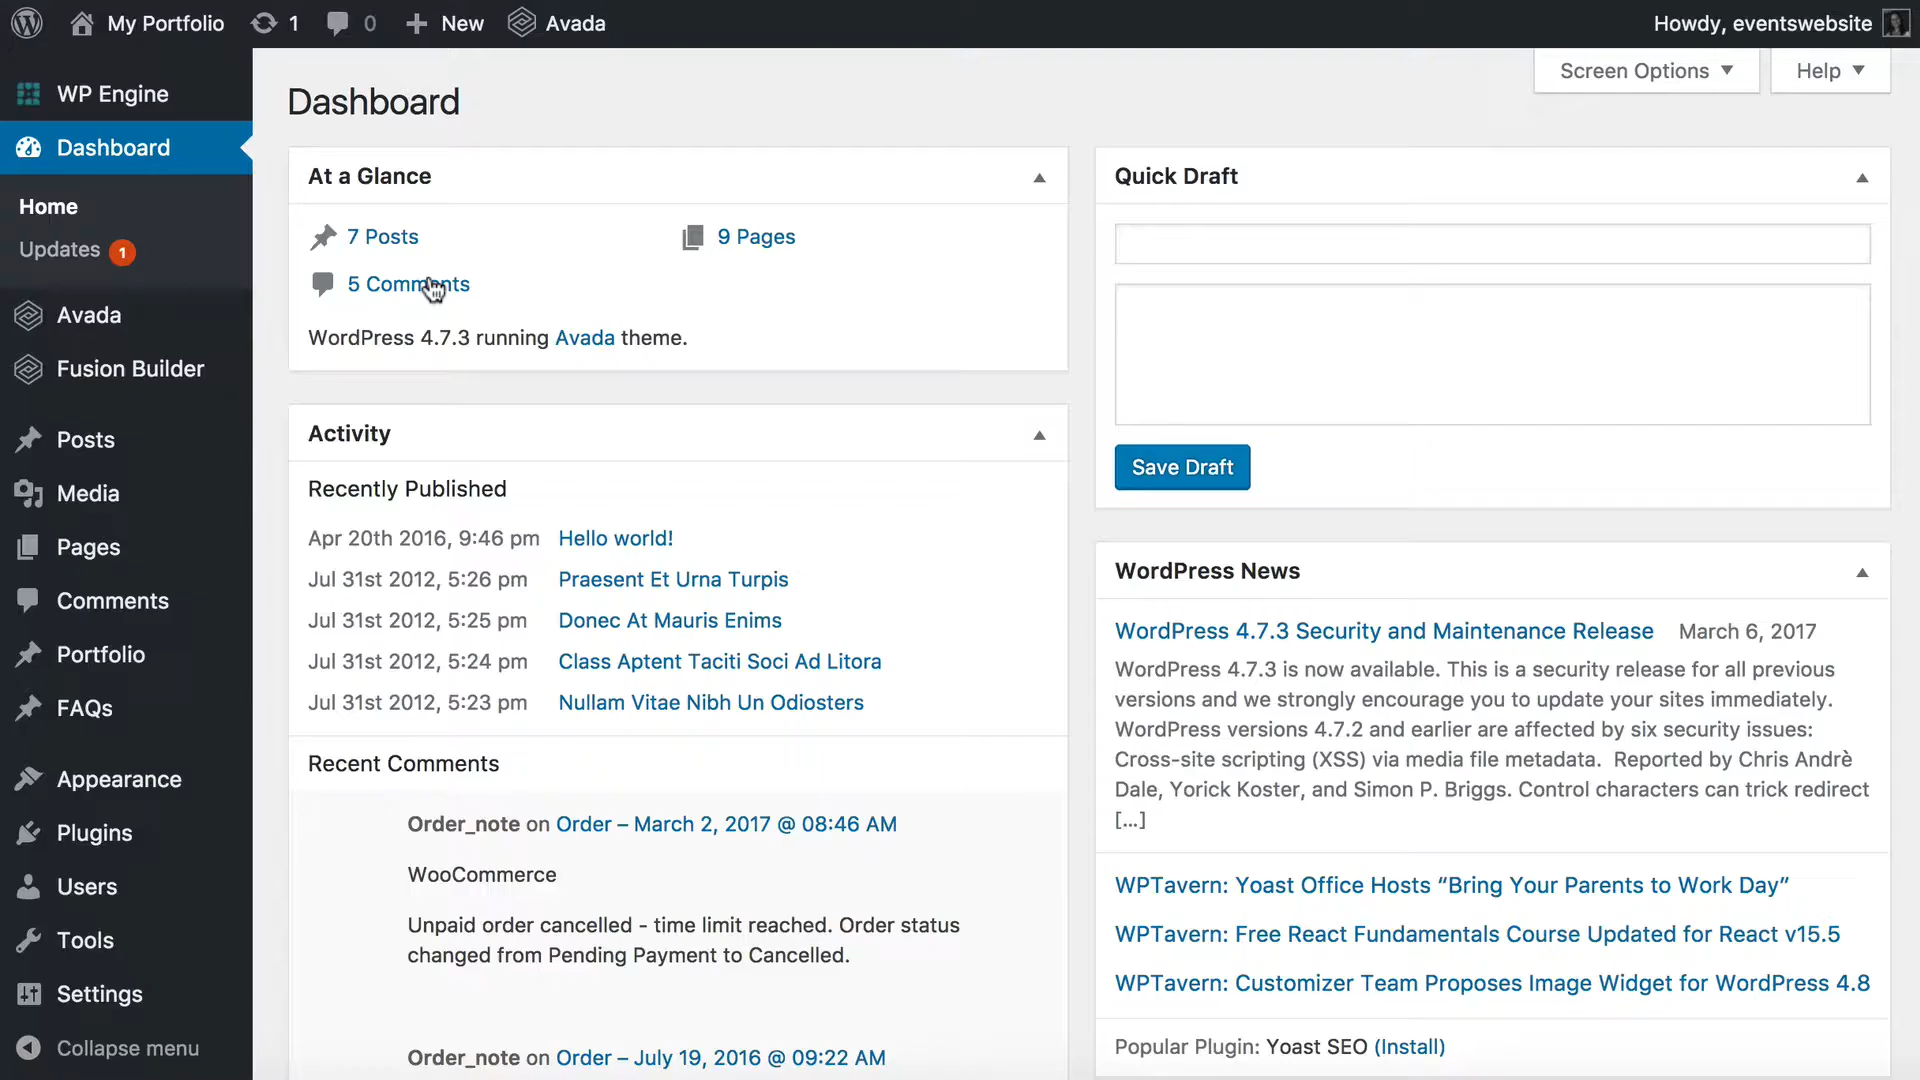 My Portfolio 1 0 New Avada Howdy, eventswebsite
WP Engine
Dashboard
Home
Updates 1
Avada
Fusion Builder
Posts
Media
Pages
Comments
Portfolio
FAQs
Appearance
Plugins
Users
Tools
Settings
Collapse menu
Screen Options Help
Dashboard
At a Glance
7 Posts 9 Pages
5 Comments
WordPress 4.7.3 running Avada theme.
Activity
Recently Published
Apr 20th 2016, 9:46 pm Hello world!
Jul 31st 2012, 5:26 pm Praesent Et Urna Turpis
Jul 31st 2012, 5:25 pm Donec At Mauris Enims
Jul 31st 2012, 5:24 pm Class Aptent Taciti Soci Ad Litora
Jul 31st 2012, 5:23 pm Nullam Vitae Nibh Un Odiosters
Recent Comments
Order_note on Order – March 2, 2017 @ 08:46 AM
WooCommerce
Unpaid order cancelled - time limit reached. Order status
changed from Pending Payment to Cancelled.
Order_note on Order – July 19, 2016 @ 09:22 AM
Quick Draft
Save Draft
WordPress News
WordPress 4.7.3 Security and Maintenance Release March 6, 2017
WordPress 4.7.3 is now available. This is a security release for all previous
versions and we strongly encourage you to update your sites immediately.
WordPress versions 4.7.2 and earlier are affected by six security issues:
Cross-site scripting (XSS) via media file metadata. Reported by Chris Andrè
Dale, Yorick Koster, and Simon P. Briggs. Control characters can trick redirect
[…]
WPTavern: Yoast Office Hosts “Bring Your Parents to Work Day”
WPTavern: Free React Fundamentals Course Updated for React v15.5
WPTavern: Customizer Team Proposes Image Widget for WordPress 4.8
Popular Plugin: Yoast SEO (Install)